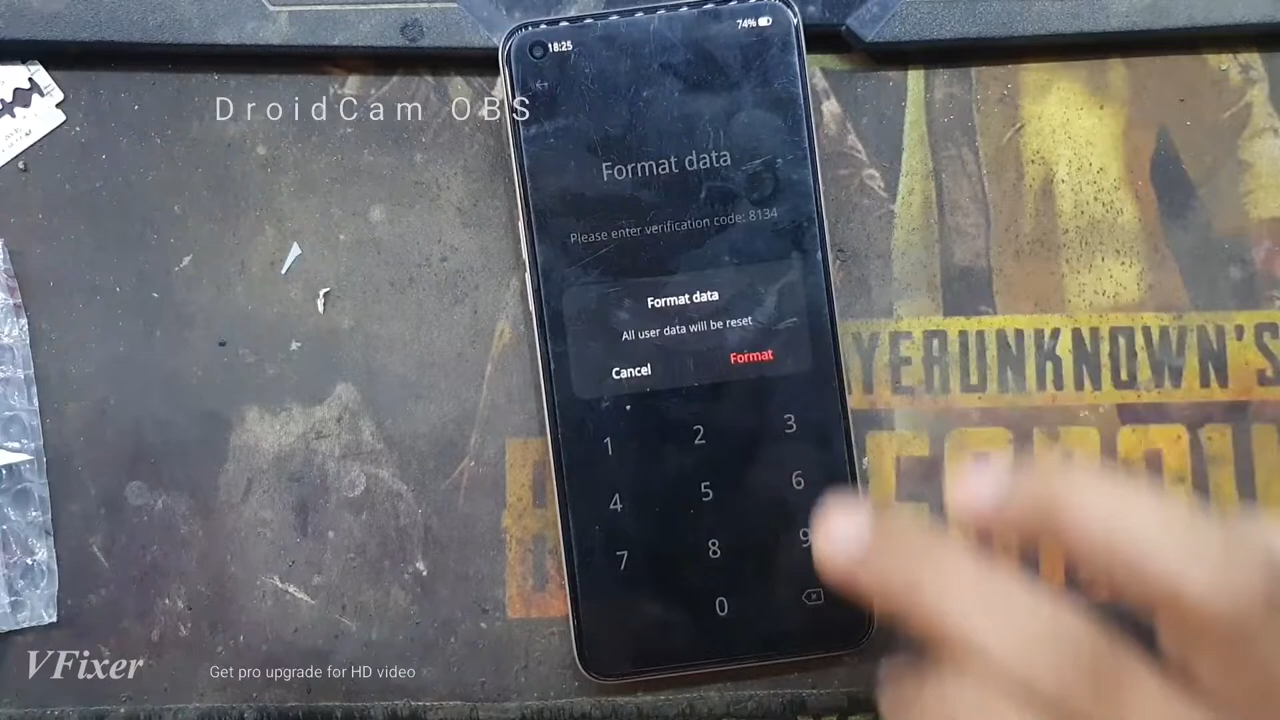 74%
18:25
DroidCam OBS
Format data
Please enter verification code: 8134
Format data
All user data will be reset
Cancel
Format
YERUNKNOWN'S
1
2
3
4
5
6
7
8
9
0
VFixer
Get pro upgrade for HD video